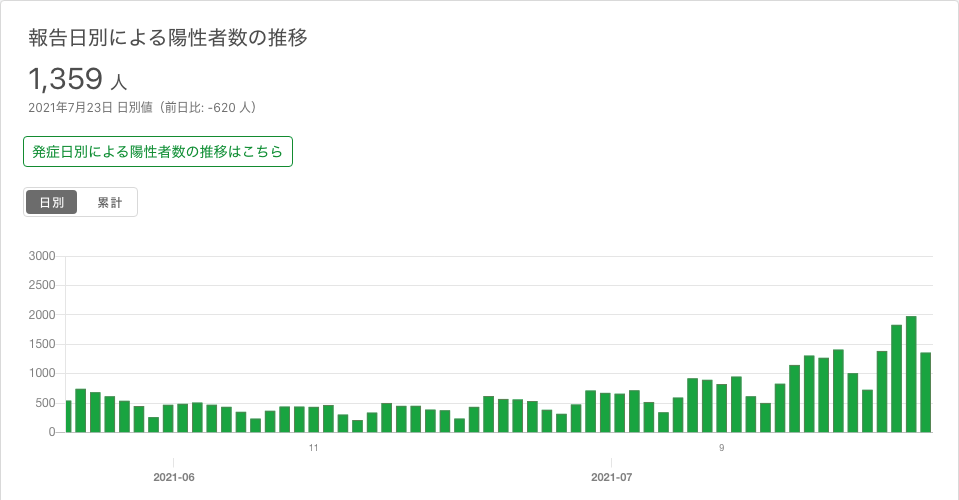 報告日別による陽性者数の推移
1,359 人
2021年7月23日 日別値（前日比: -620 人）
発症日別による陽性者数の推移はこちら
日別 累計
3000
2500
2000
1500
1000
500
0
11 9
2021-06 2021-07